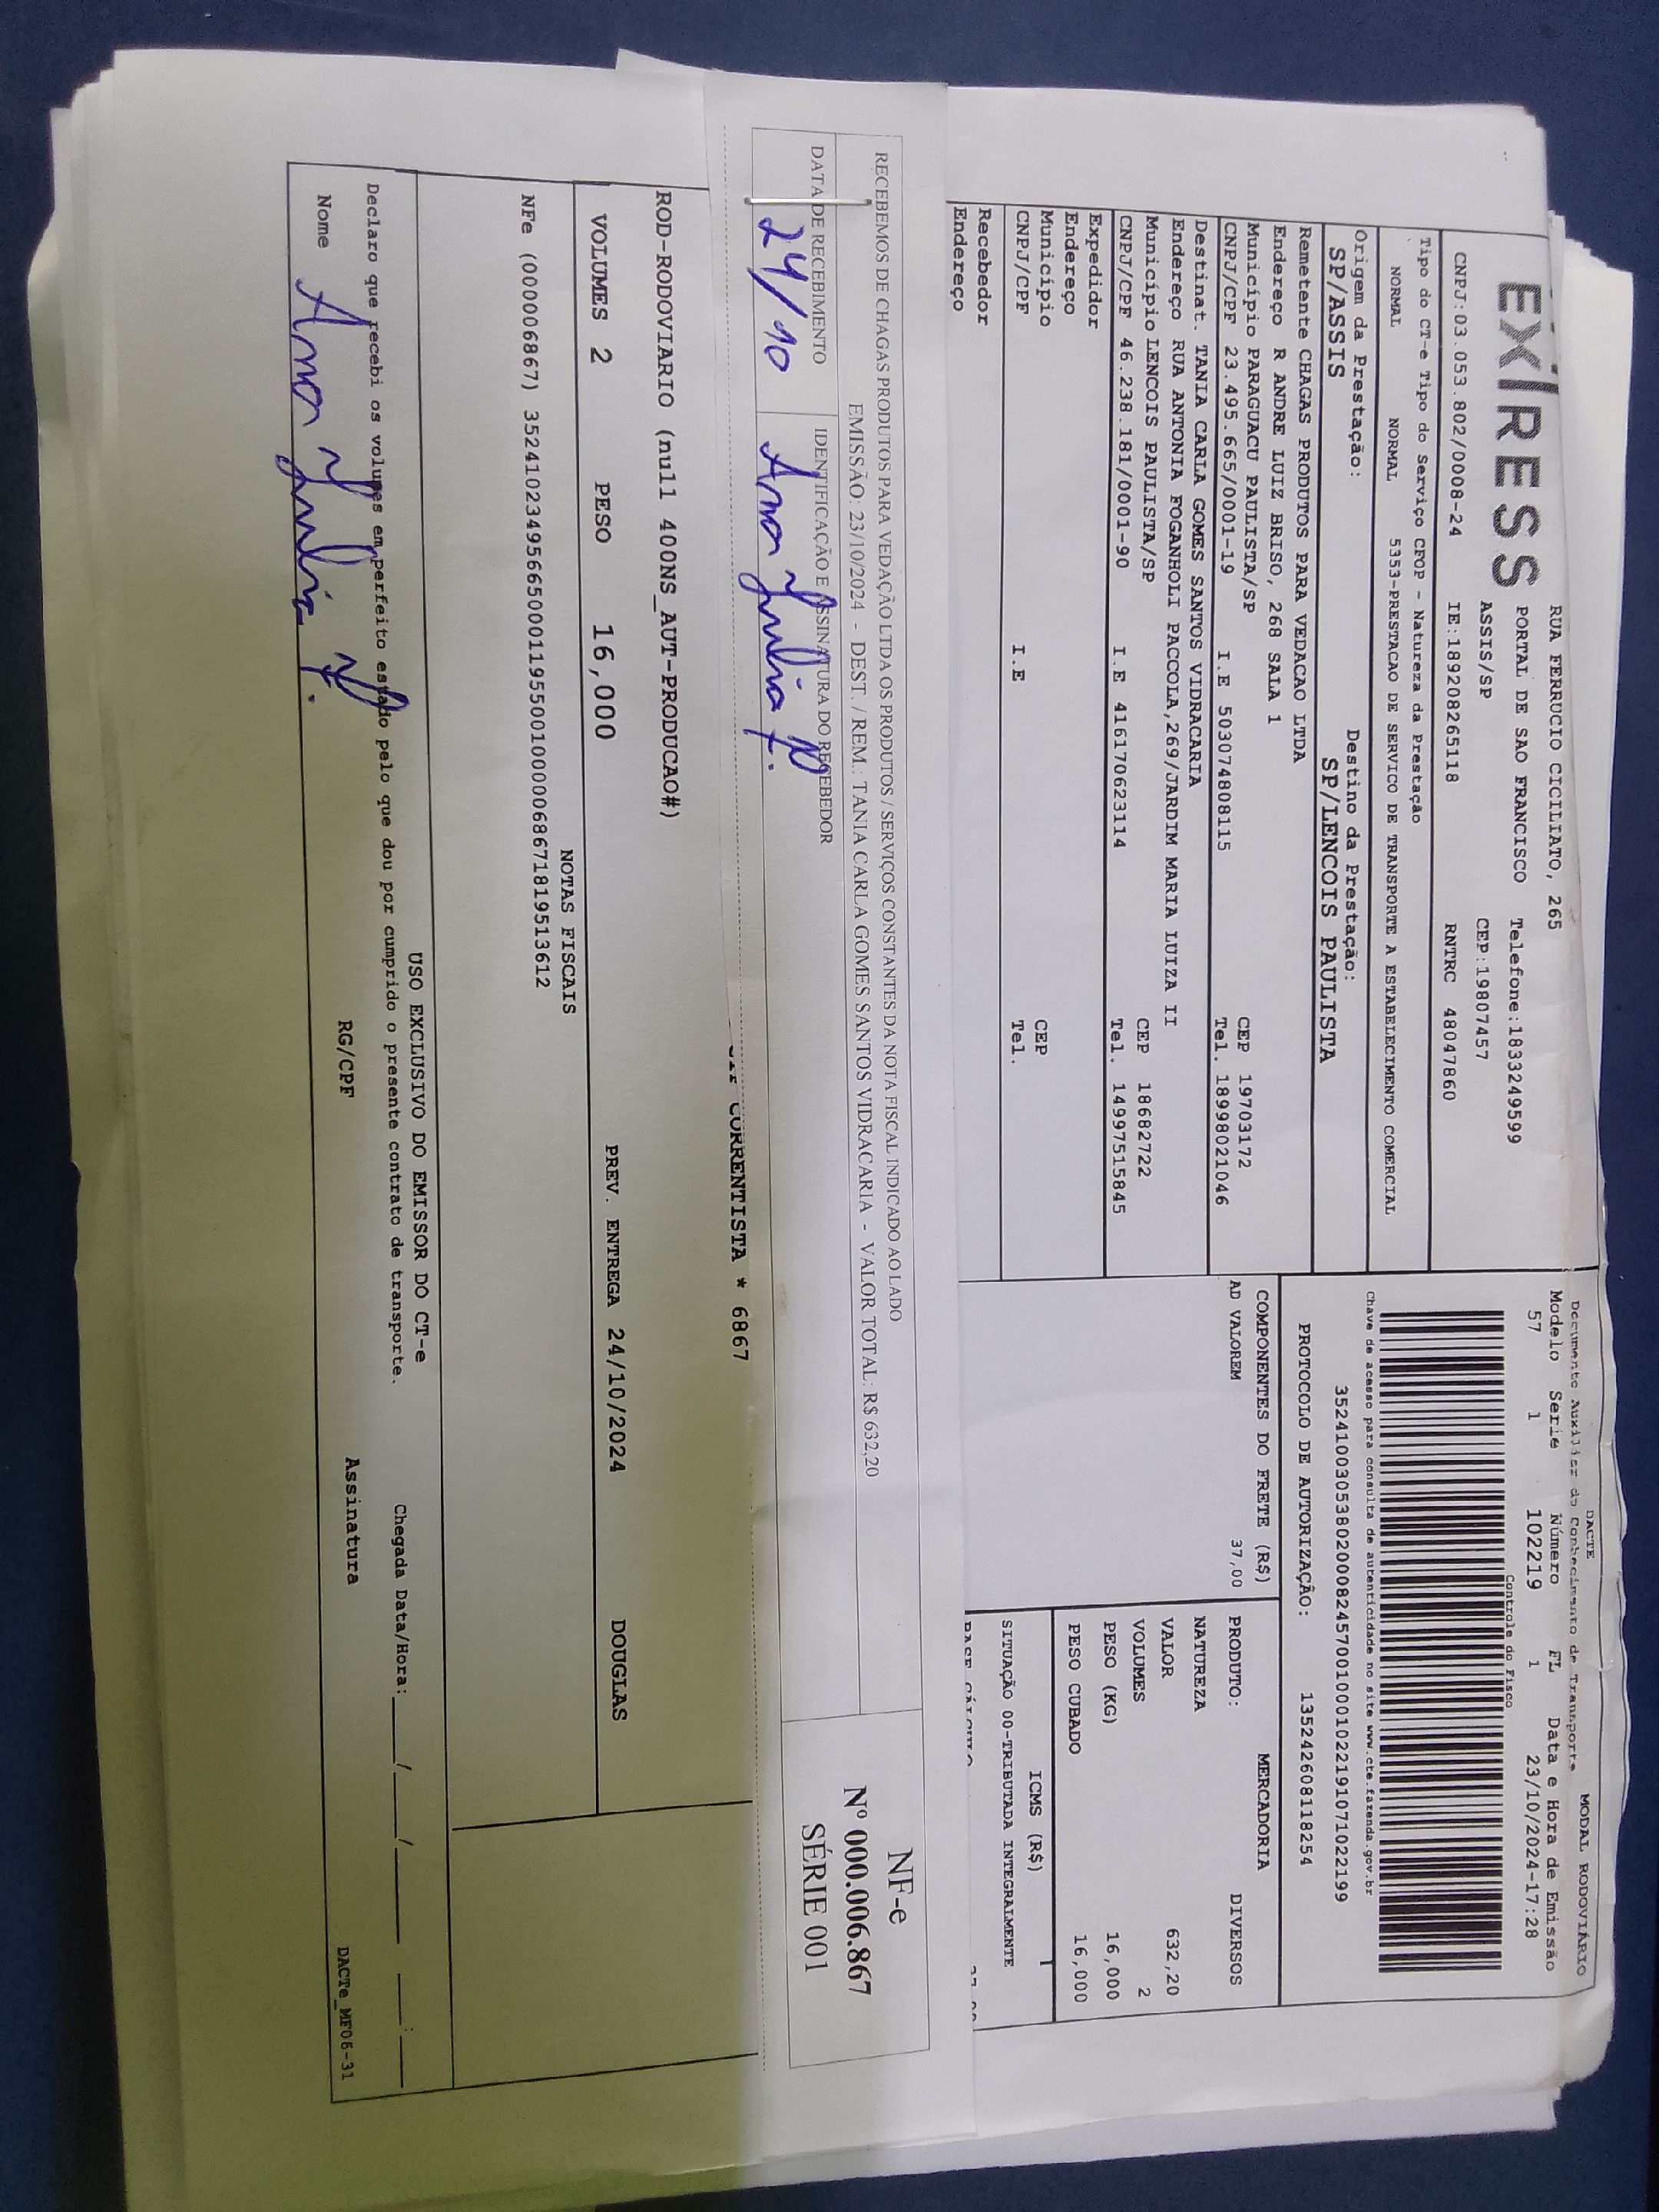 EXPRESS
RUA FERRUCIO CICILIATO, 265
PORTAL DE SAO FRANCISCO Telefone:1833249599
ASSIS/SP CEP:19807457
CNPJ:03.053.802/0008-24 IE:189208265118 RNTRC 48047860
Tipo do CT-e Tipo do Serviço CFOP - Natureza da Prestação
NORMAL NORMAL 5353-PRESTACAO DE SERVICO DE TRANSPORTE A ESTABELECIMENTO COMERCIAL
Origem da Prestação: Destino da Prestação:
SP/ASSIS SP/LENCOIS PAULISTA
Remetente CHAGAS PRODUTOS PARA VEDACAO LTDA
Endereço R ANDRE LUIZ BRISO, 268 SALA 1
Município PARAGUACU PAULISTA/SP CEP 19703172
CNPJ/CPF 23.495.665/0001-19 I.E 503074808115 Tel. 18998021046
Destinat. TANIA CARLA GOMES SANTOS VIDRACARIA
Endereço RUA ANTONIA FOGANHOLI PACCOLA,269/JARDIM MARIA LUIZA II
Município LENCOIS PAULISTA/SP CEP 18682722
CNPJ/CPF 46.238.181/0001-90 I.E 416170623114 Tel. 14997515845
Expedidor
Endereço
Município CEP
CNPJ/CPF I.E Tel.
Recebedor
Endereço
DACTE MODAL RODOVIÁRIO
Documento Auxiliar do Conhecimento de Transporte
Modelo Serie Número FL Data e Hora de Emissão
57 1 102219 1 23/10/2024-17:28
Controle do Fisco
Chave de acesso para consulta de autenticidade no site www.cte.fazenda.gov.br
35241003053802000824570010001022191071022199
PROTOCOLO DE AUTORIZAÇÃO: 135242608118254
COMPONENTES DO FRETE (R$)
AD VALOREM 37,00
MERCADORIA
PRODUTO: DIVERSOS
NATUREZA
VALOR 632,20
VOLUMES 2
PESO (KG) 16,000
PESO CUBADO 16,000
ICMS (R$)
SITUAÇÃO 00-TRIBUTADA INTEGRALMENTE
RECEBEMOS DE CHAGAS PRODUTOS PARA VEDAÇÃO LTDA OS PRODUTOS / SERVIÇOS CONSTANTES DA NOTA FISCAL INDICADO AO LADO
EMISSÃO: 23/10/2024 - DEST. / REM.: TANIA CARLA GOMES SANTOS VIDRACARIA - VALOR TOTAL: R$ 632,20
DATA DE RECEBIMENTO IDENTIFICAÇÃO E ASSINATURA DO RECEBEDOR
24/10 Ana Julia
NF-e
Nº 000.006.867
SÉRIE 001
CORRENTISTA * 6867
ROD-RODOVIARIO (null 400NS_AUT-PRODUCAO#)
VOLUMES 2 PESO 16,000 PREV. ENTREGA 24/10/2024 DOUGLAS
NOTAS FISCAIS
NFe (000006867) 35241023495665000119550010000068671819513612
USO EXCLUSIVO DO EMISSOR DO CT-e
Declaro que recebi os volumes em perfeito estado pelo que dou por cumprido o presente contrato de transporte. Chegada Data/Hora:____/____/____ ___:___
Nome Ana Julia RG/CPF Assinatura
DACTe_MF06-31